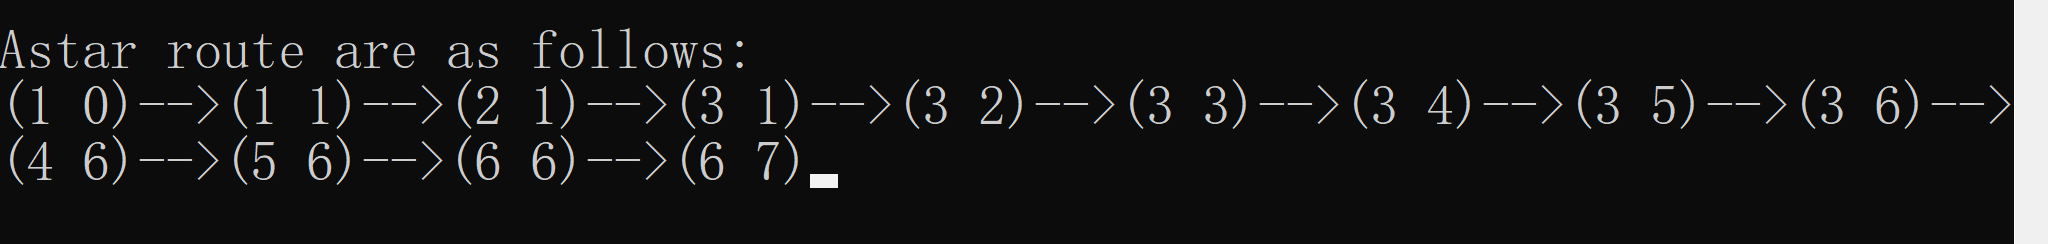 Astar route are as follows:
(1 0)-->(1 1)-->(2 1)-->(3 1)-->(3 2)-->(3 3)-->(3 4)-->(3 5)-->(3 6)-->
(4 6)-->(5 6)-->(6 6)-->(6 7)